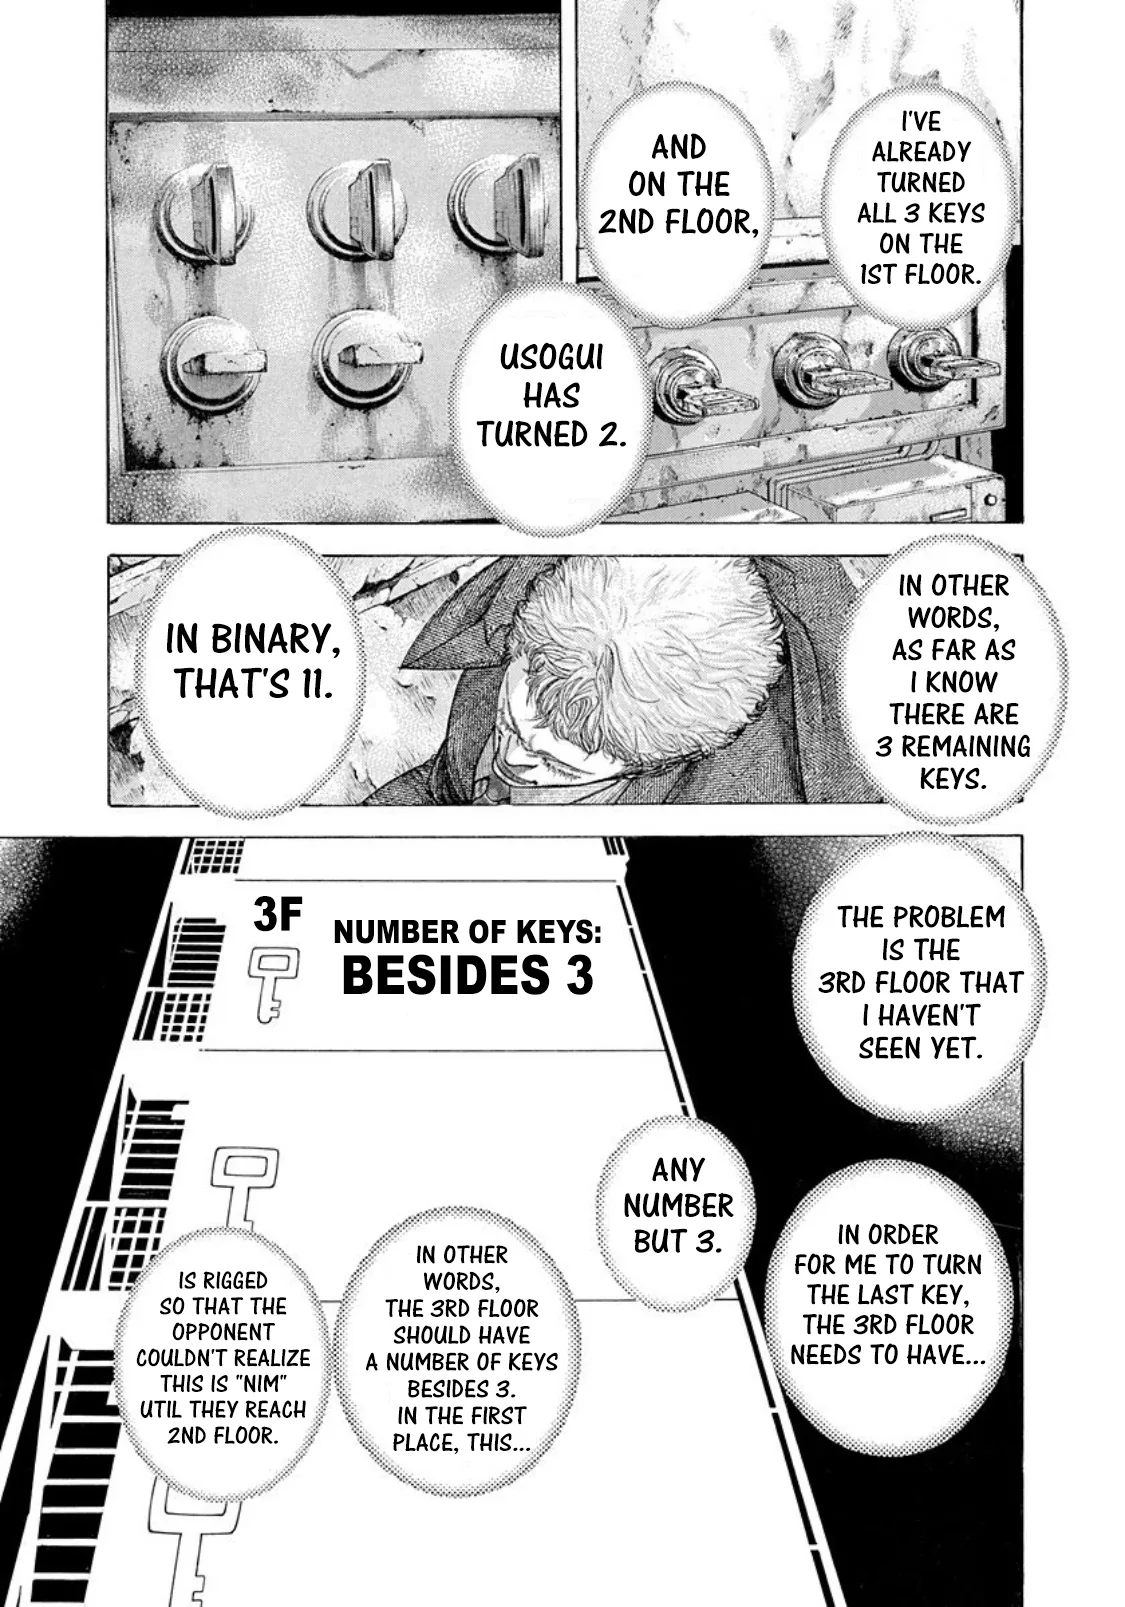 I'VE
ALREADY
TURNED
ALL 3 KEYS
ON THE
1ST FLOOR.
AND
ON THE
2ND FLOOR,
USOGUI
HAS
TURNED 2.
IN OTHER
WORDS,
AS FAR AS
I KNOW
THERE ARE
3 REMAINING
KEYS.
IN BINARY,
THAT'S 11.
THE PROBLEM
IS THE
3RD FLOOR THAT
I HAVEN'T
SEEN YET.
3F
NUMBER OF KEYS:
BESIDES 3
IN ORDER
FOR ME TO TURN
THE LAST KEY,
THE 3RD FLOOR
NEEDS TO HAVE...
ANY
NUMBER
BUT 3.
IN OTHER
WORDS,
THE 3RD FLOOR
SHOULD HAVE
A NUMBER OF KEYS
BESIDES 3.
IN THE FIRST
PLACE, THIS...
IS RIGGED
SO THAT THE
OPPONENT
COULDN'T REALIZE
THIS IS "NIM"
UTIL THEY REACH
2ND FLOOR.